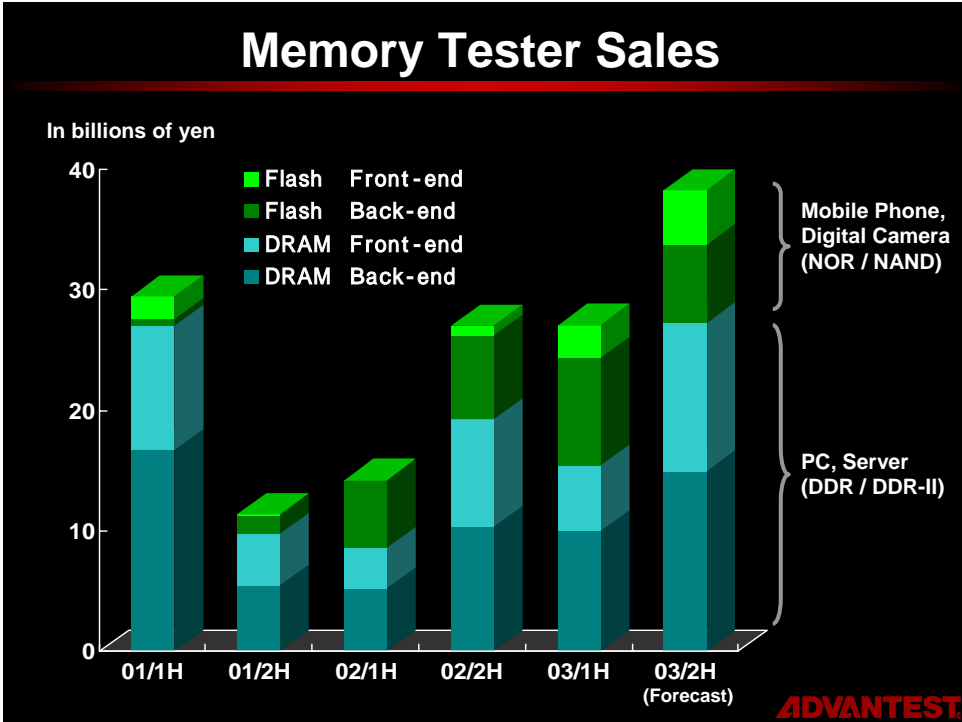 Memory Tester Sales
In billions of yen
40
30
20
10
0
Flash Front-end
Flash Back-end
DRAM Front-end
DRAM Back-end
Mobile Phone,
Digital Camera
(NOR / NAND)
PC, Server
(DDR / DDR-II)
01/1H
01/2H
02/1H
02/2H
03/1H
03/2H
(Forecast)
ADVANTEST